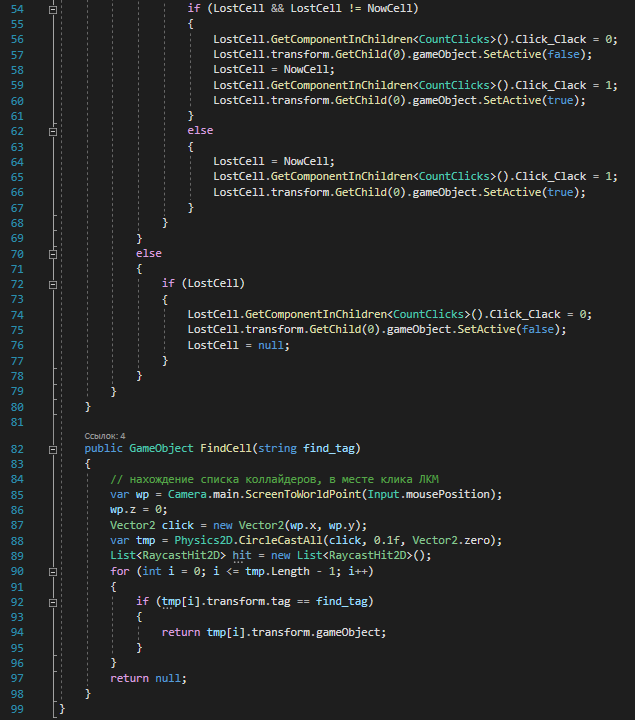 54 if (LostCell && LostCell != NowCell)
55 {
56 LostCell.GetComponentInChildren<CountClicks>().Click_Clack = 0;
57 LostCell.transform.GetChild(0).gameObject.SetActive(false);
58 LostCell = NowCell;
59 LostCell.GetComponentInChildren<CountClicks>().Click_Clack = 1;
60 LostCell.transform.GetChild(0).gameObject.SetActive(true);
61 }
62 else
63 {
64 LostCell = NowCell;
65 LostCell.GetComponentInChildren<CountClicks>().Click_Clack = 1;
66 LostCell.transform.GetChild(0).gameObject.SetActive(true);
67 }
68 }
69 }
70 else
71 {
72 if (LostCell)
73 {
74 LostCell.GetComponentInChildren<CountClicks>().Click_Clack = 0;
75 LostCell.transform.GetChild(0).gameObject.SetActive(false);
76 LostCell = null;
77 }
78 }
79 }
80 }
81
Ссылок: 4
82 public GameObject FindCell(string find_tag)
83 {
84 // нахождение списка коллайдеров, в месте клика ЛКМ
85 var wp = Camera.main.ScreenToWorldPoint(Input.mousePosition);
86 wp.z = 0;
87 Vector2 click = new Vector2(wp.x, wp.y);
88 var tmp = Physics2D.CircleCastAll(click, 0.1f, Vector2.zero);
89 List<RaycastHit2D> hit = new List<RaycastHit2D>();
90 for (int i = 0; i <= tmp.Length - 1; i++)
91 {
92 if (tmp[i].transform.tag == find_tag)
93 {
94 return tmp[i].transform.gameObject;
95 }
96 }
97 return null;
98 }
99 }